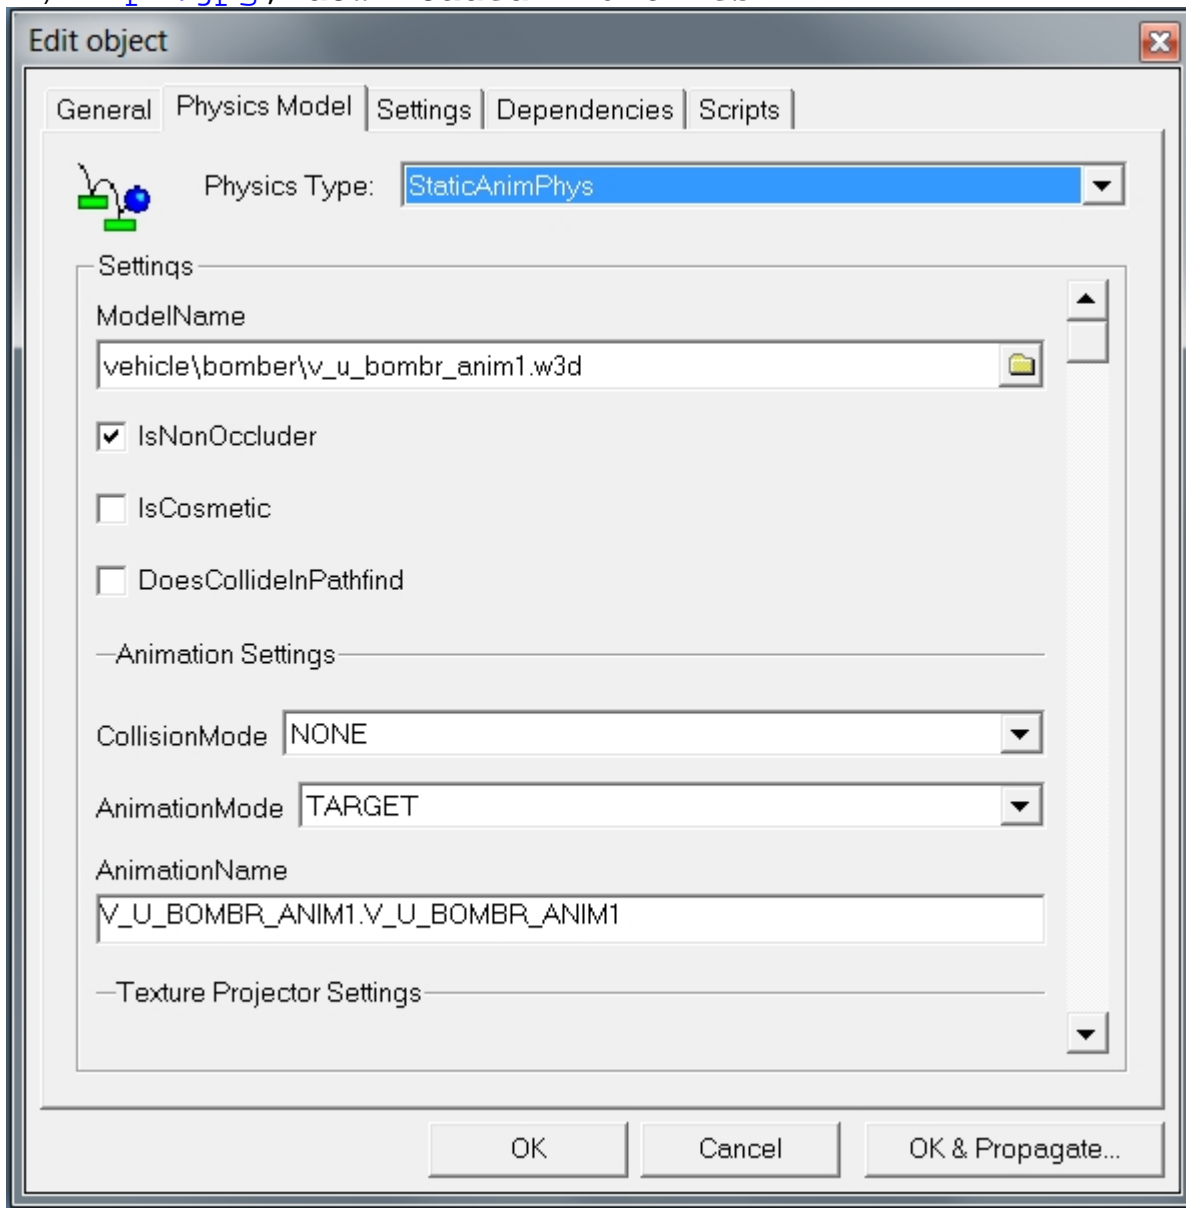 Edit object
General Physics Model Settings Dependencies Scripts
Physics Type: StaticAnimPhys
Settings
ModelName
vehicle\bomber\v_u_bombr_anim1.w3d
IsNonOccluder
IsCosmetic
DoesCollideInPathfind
Animation Settings
CollisionMode NONE
AnimationMode TARGET
AnimationName
V_U_BOMBR_ANIM1.V_U_BOMBR_ANIM1
Texture Projector Settings
OK Cancel OK & Propagate...